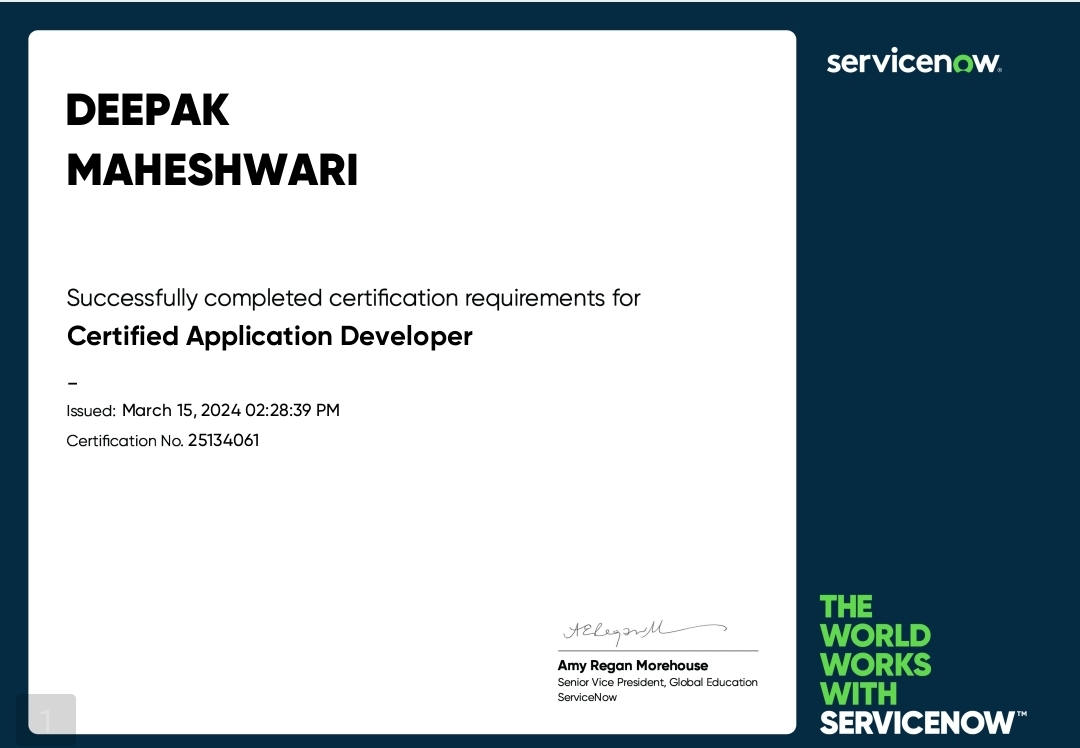 servicenow
DEEPAK
MAHESHWARI
Successfully completed certification requirements for
Certified Application Developer
–
Issued: March 15, 2024 02:28:39 PM
Certification No. 25134061
Amy Regan Morehouse
Senior Vice President, Global Education
ServiceNow
THE
WORLD
WORKS
WITH
SERVICENOW™
1